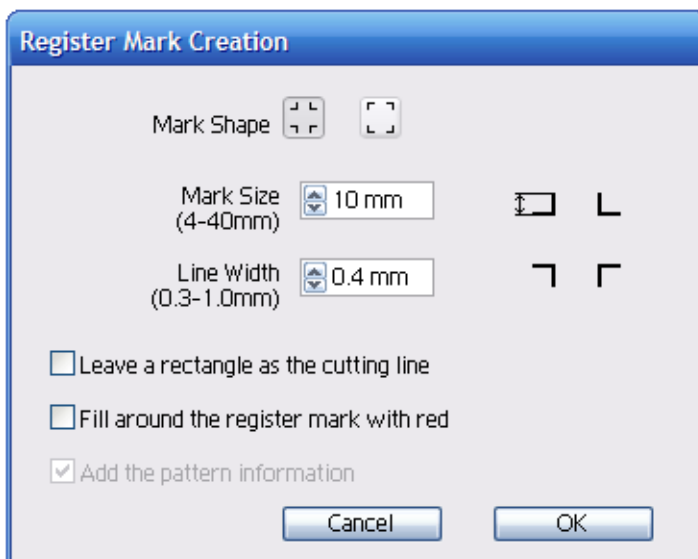 Register Mark Creation
Mark Shape
Mark Size
(4-40mm)
10 mm
Line Width
(0.3-1.0mm)
0.4 mm
Leave a rectangle as the cutting line
Fill around the register mark with red
Add the pattern information
Cancel
OK